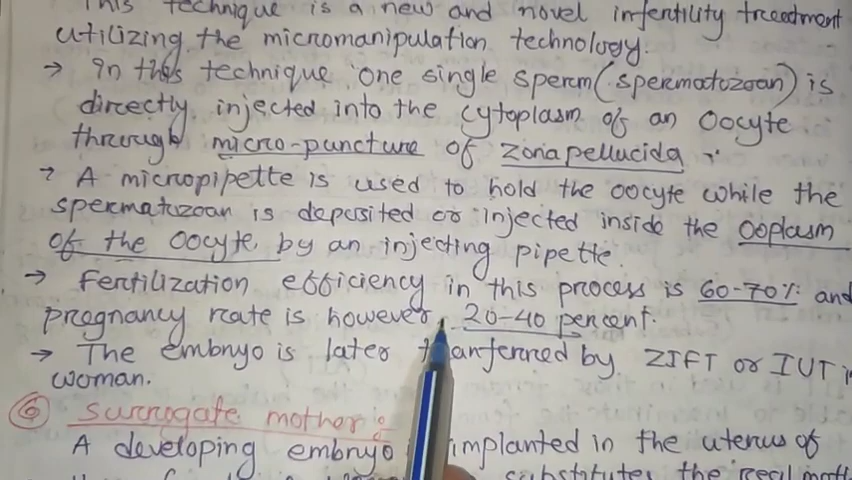 This technique is a new and novel infertility treatment
utilizing the micromanipulation technology.
→ In this technique one single sperm (spermatozoan) is
directly injected into the cytoplasm of an Oocyte
through micro-puncture of zona pellucida.
→ A micropipette is used to hold the oocyte while the
spermatozoan is deposited or injected inside the Ooplasm
of the Oocyte by an injecting pipette.
→ Fertilization efficiency in this process is 60-70% and
pregnancy rate is however 20-40 percent.
→ The embryo is later tranferred by ZIFT or IUT in
woman.
⑥ Surrogate mother:
A developing embryo implanted in the uterus of
substitutes the real